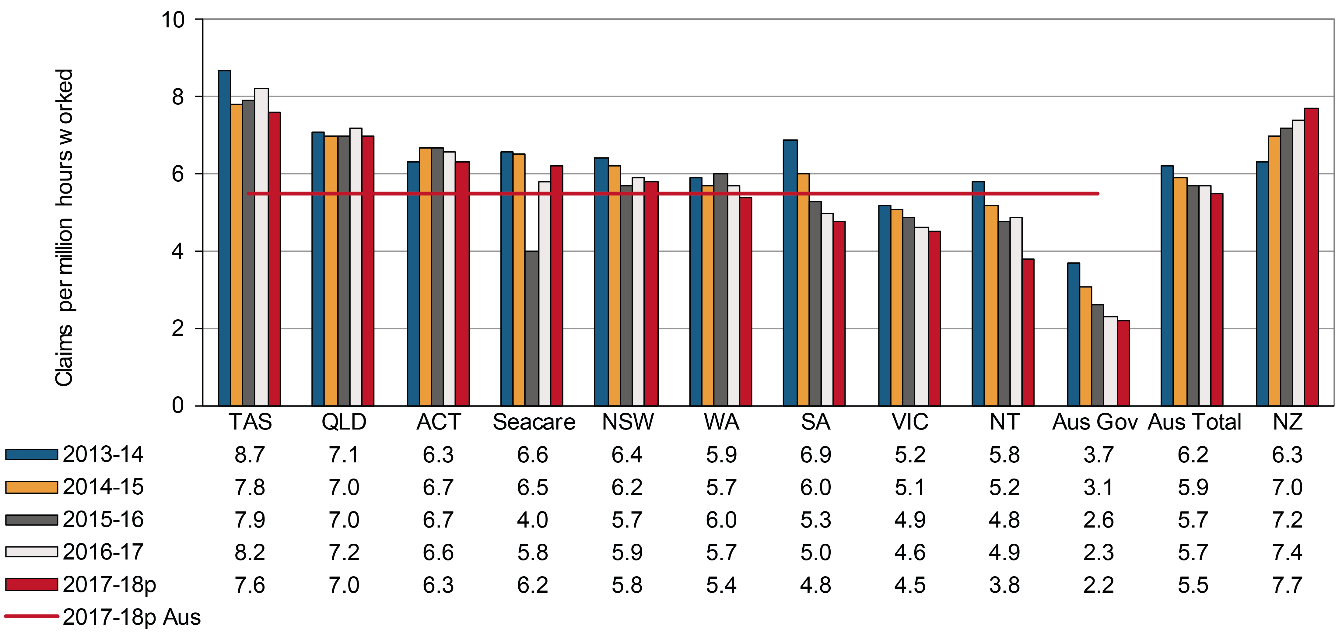 Claims per million hours worked
10
8
6
4
2
0
TAS QLD ACT Seacare NSW WA SA VIC NT Aus Gov Aus Total NZ
2013-14 8.7 7.1 6.3 6.6 6.4 5.9 6.9 5.2 5.8 3.7 6.2 6.3
2014-15 7.8 7.0 6.7 6.5 6.2 5.7 6.0 5.1 5.2 3.1 5.9 7.0
2015-16 7.9 7.0 6.7 4.0 5.7 6.0 5.3 4.9 4.8 2.6 5.7 7.2
2016-17 8.2 7.2 6.6 5.8 5.9 5.7 5.0 4.6 4.9 2.3 5.7 7.4
2017-18p 7.6 7.0 6.3 6.2 5.8 5.4 4.8 4.5 3.8 2.2 5.5 7.7
2017-18p Aus